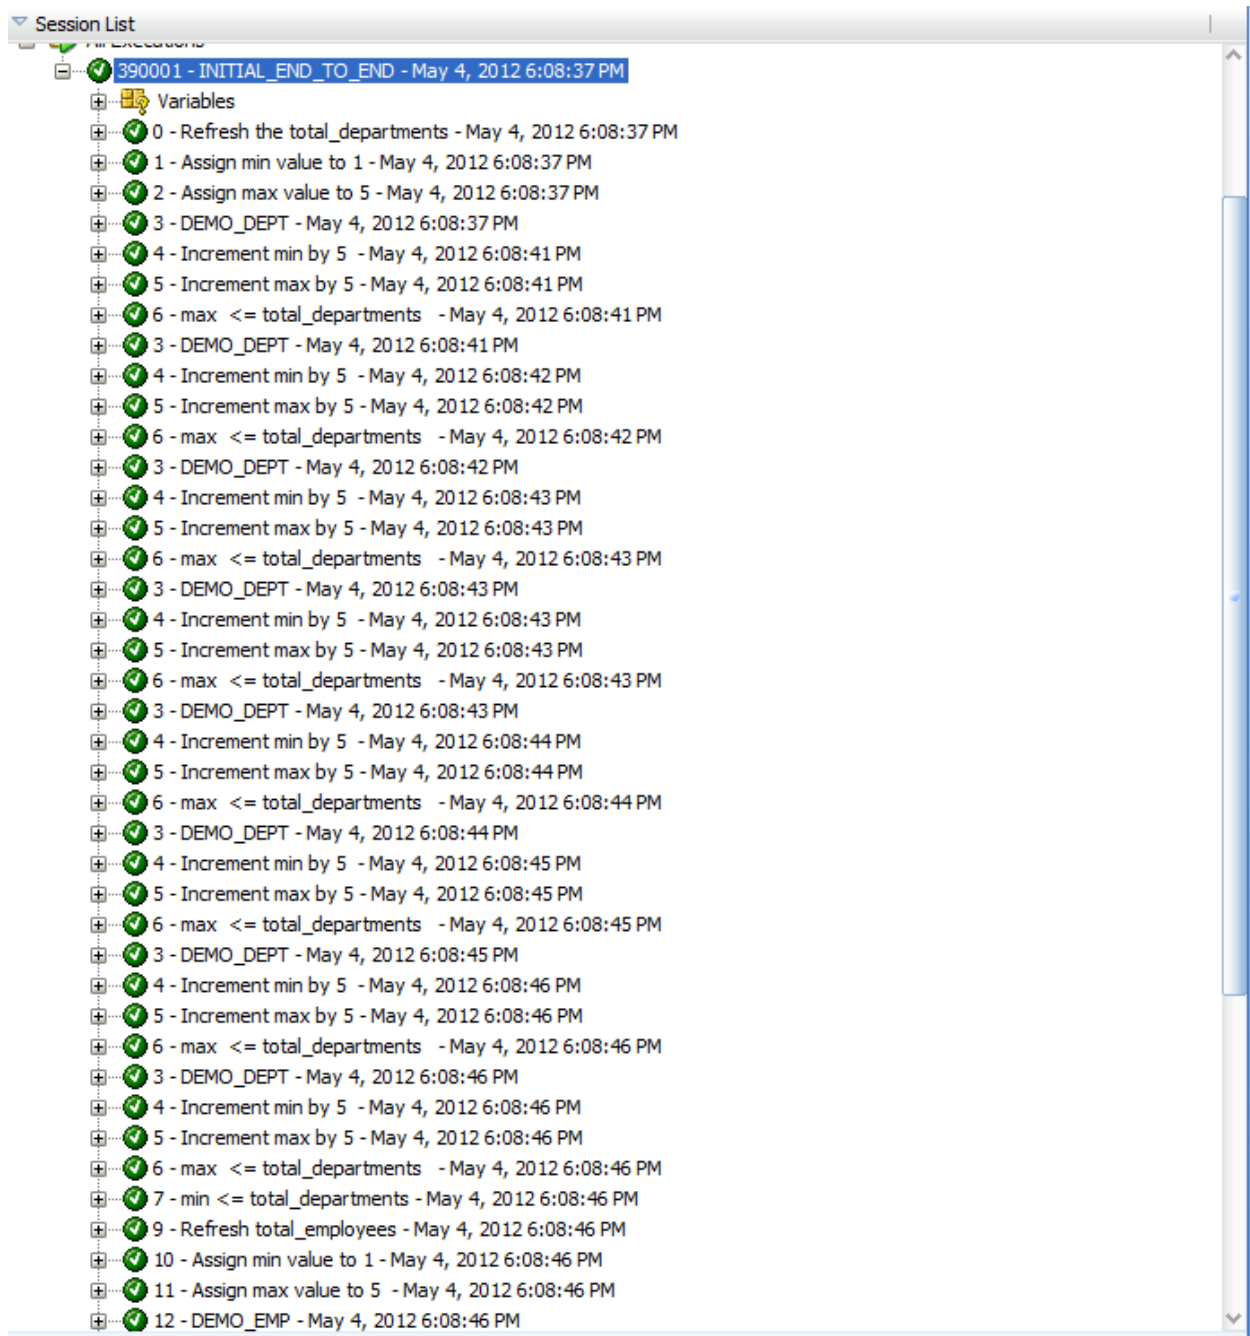 Session List
All Executions
390001 - INITIAL_END_TO_END - May 4, 2012 6:08:37 PM
Variables
0 - Refresh the total_departments - May 4, 2012 6:08:37 PM
1 - Assign min value to 1 - May 4, 2012 6:08:37 PM
2 - Assign max value to 5 - May 4, 2012 6:08:37 PM
3 - DEMO_DEPT - May 4, 2012 6:08:37 PM
4 - Increment min by 5 - May 4, 2012 6:08:41 PM
5 - Increment max by 5 - May 4, 2012 6:08:41 PM
6 - max <= total_departments - May 4, 2012 6:08:41 PM
3 - DEMO_DEPT - May 4, 2012 6:08:41 PM
4 - Increment min by 5 - May 4, 2012 6:08:42 PM
5 - Increment max by 5 - May 4, 2012 6:08:42 PM
6 - max <= total_departments - May 4, 2012 6:08:42 PM
3 - DEMO_DEPT - May 4, 2012 6:08:42 PM
4 - Increment min by 5 - May 4, 2012 6:08:43 PM
5 - Increment max by 5 - May 4, 2012 6:08:43 PM
6 - max <= total_departments - May 4, 2012 6:08:43 PM
3 - DEMO_DEPT - May 4, 2012 6:08:43 PM
4 - Increment min by 5 - May 4, 2012 6:08:43 PM
5 - Increment max by 5 - May 4, 2012 6:08:43 PM
6 - max <= total_departments - May 4, 2012 6:08:43 PM
3 - DEMO_DEPT - May 4, 2012 6:08:43 PM
4 - Increment min by 5 - May 4, 2012 6:08:44 PM
5 - Increment max by 5 - May 4, 2012 6:08:44 PM
6 - max <= total_departments - May 4, 2012 6:08:44 PM
3 - DEMO_DEPT - May 4, 2012 6:08:44 PM
4 - Increment min by 5 - May 4, 2012 6:08:45 PM
5 - Increment max by 5 - May 4, 2012 6:08:45 PM
6 - max <= total_departments - May 4, 2012 6:08:45 PM
3 - DEMO_DEPT - May 4, 2012 6:08:45 PM
4 - Increment min by 5 - May 4, 2012 6:08:46 PM
5 - Increment max by 5 - May 4, 2012 6:08:46 PM
6 - max <= total_departments - May 4, 2012 6:08:46 PM
3 - DEMO_DEPT - May 4, 2012 6:08:46 PM
4 - Increment min by 5 - May 4, 2012 6:08:46 PM
5 - Increment max by 5 - May 4, 2012 6:08:46 PM
6 - max <= total_departments - May 4, 2012 6:08:46 PM
7 - min <= total_departments - May 4, 2012 6:08:46 PM
9 - Refresh total_employees - May 4, 2012 6:08:46 PM
10 - Assign min value to 1 - May 4, 2012 6:08:46 PM
11 - Assign max value to 5 - May 4, 2012 6:08:46 PM
12 - DEMO_EMP - May 4, 2012 6:08:46 PM